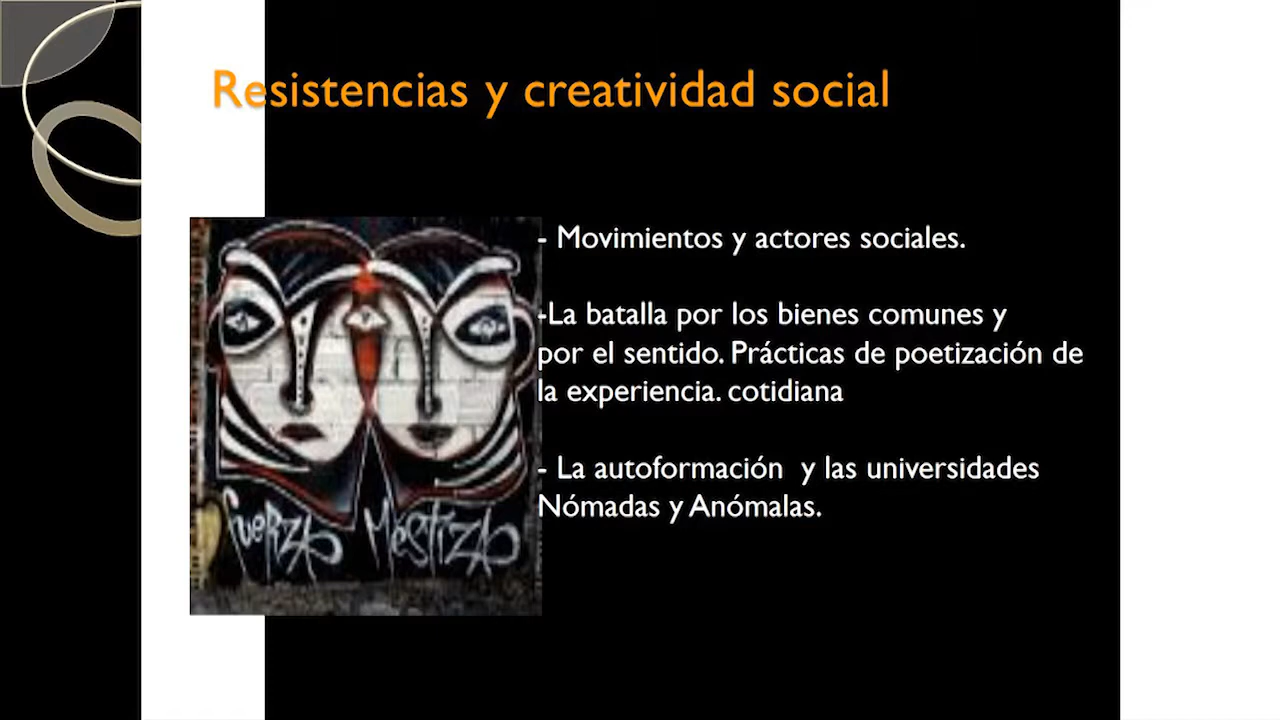 Resistencias y creatividad social
- Movimientos y actores sociales.
-La batalla por los bienes comunes y
por el sentido. Prácticas de poetización de
la experiencia. cotidiana
- La autoformación  y las universidades
Nómadas y Anómalas.
fueRza Mestiza